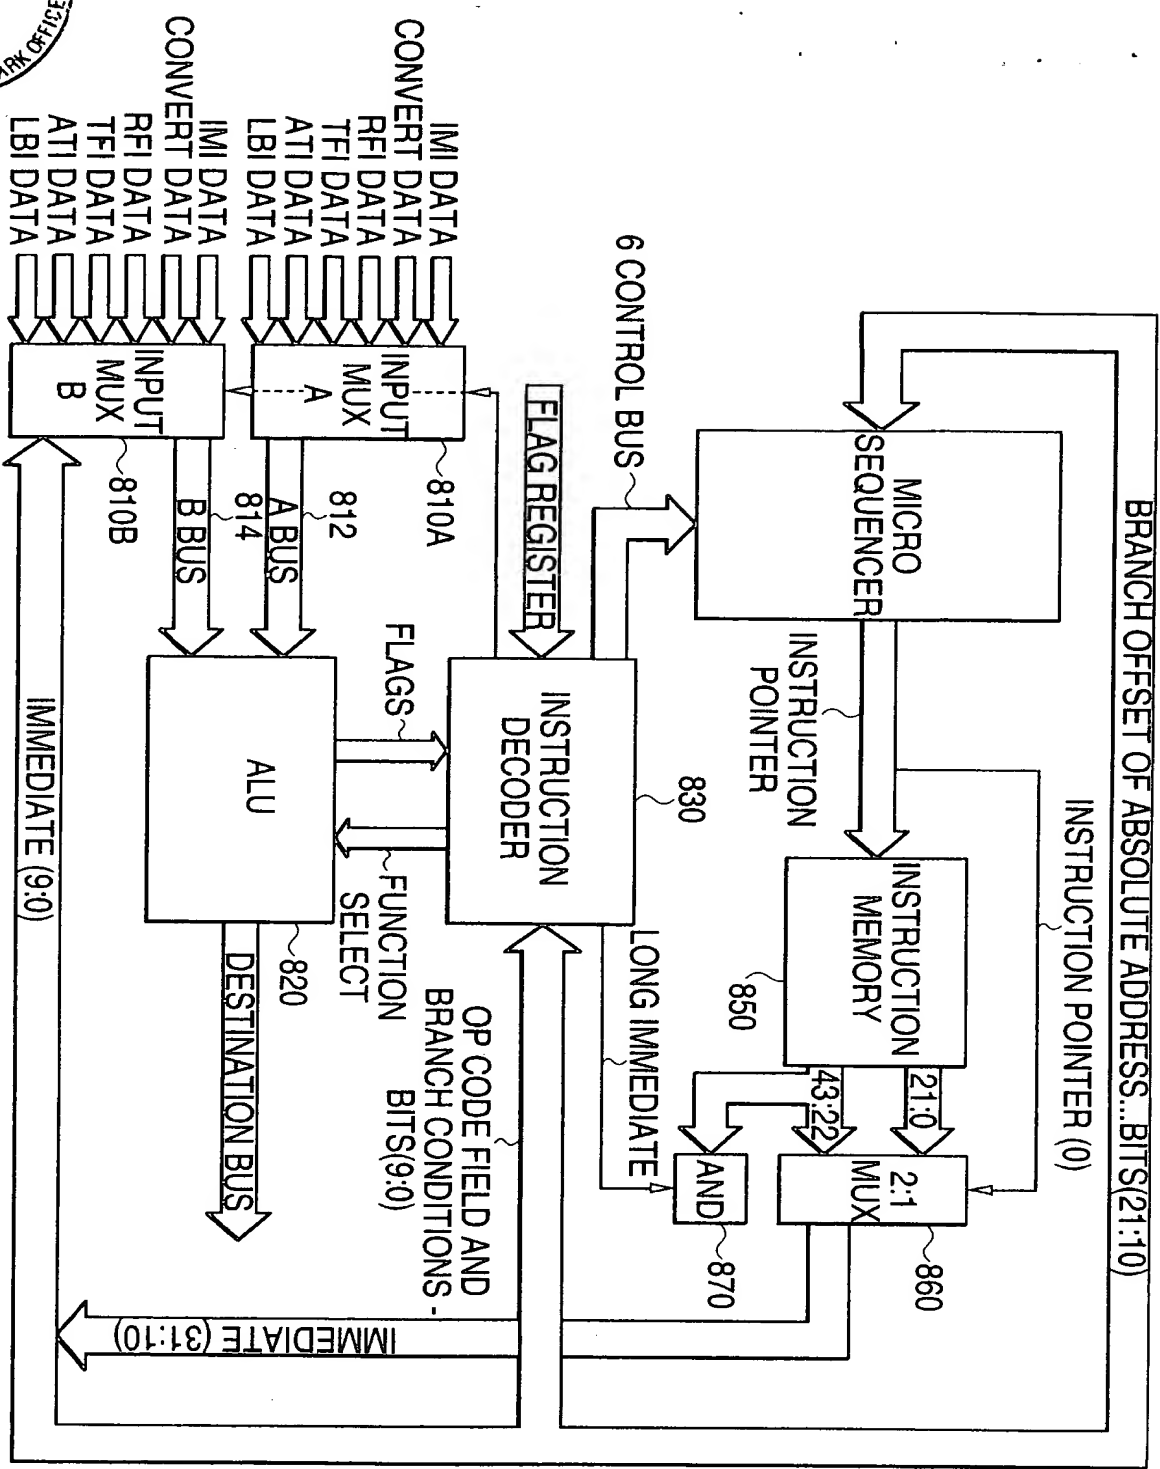 BRANCH OFFSET OF ABSOLUTE ADDRESS...BITS(21:10)
INSTRUCTION POINTER (0)
MICRO
SEQUENCER
INSTRUCTION
POINTER
INSTRUCTION
MEMORY
850
21:0
43:22
2:1
MUX
860
AND
870
6 CONTROL BUS
LONG IMMEDIATE
830
INSTRUCTION
DECODER
FLAG REGISTER
OP CODE FIELD AND
BRANCH CONDITIONS -
BITS(9:0)
IMMEDIATE (31:10)
FLAGS
FUNCTION
SELECT
IMI DATA
CONVERT DATA
RFI DATA
TFI DATA
ATI DATA
LBI DATA
INPUT
MUX
A
810A
812
A BUS
814
B BUS
ALU
820
DESTINATION BUS
IMI DATA
CONVERT DATA
RFI DATA
TFI DATA
ATI DATA
LBI DATA
INPUT
MUX
B
810B
IMMEDIATE (9:0)
OFFICE